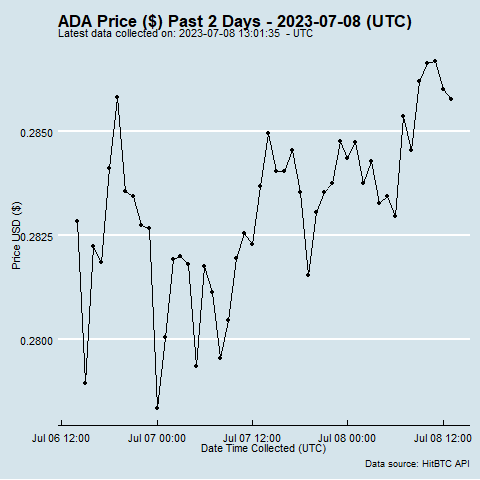 ADA Price ($) Past 2 Days - 2023-07-08 (UTC)
Latest data collected on: 2023-07-08 13:01:35 - UTC
Price USD ($)
0.2850
0.2825
0.2800
Jul 06 12:00 Jul 07 00:00 Jul 07 12:00 Jul 08 00:00 Jul 08 12:00
Date Time Collected (UTC)
Data source: HitBTC API